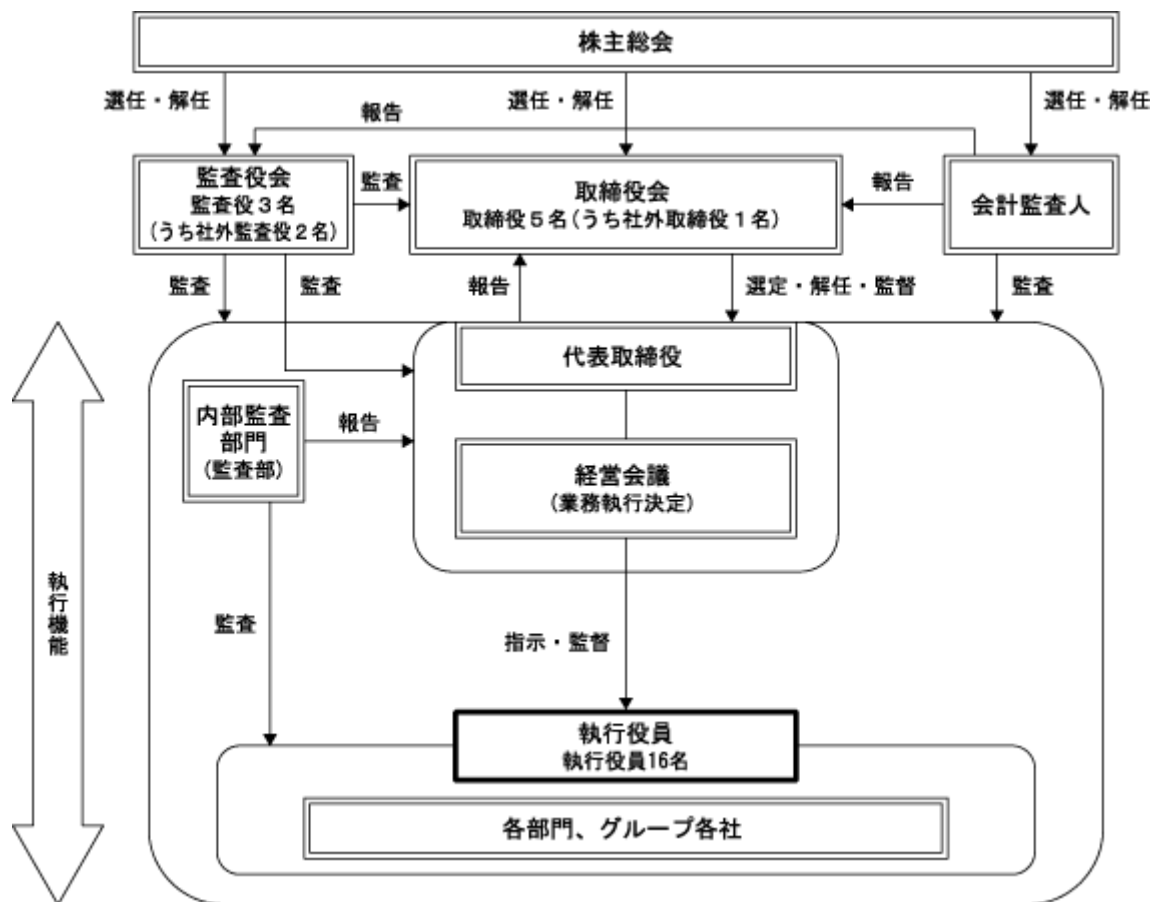 株主総会
選任・解任
選任・解任
選任・解任
報告
監査役会
監査役３名
(うち社外監査役２名)
監査
取締役会
取締役５名(うち社外取締役１名)
報告
会計監査人
監査
監査
報告
選定・解任・監督
監査
代表取締役
内部監査
部門
(監査部)
報告
経営会議
(業務執行決定)
執行機能
監査
指示・監督
執行役員
執行役員16名
各部門、グループ各社